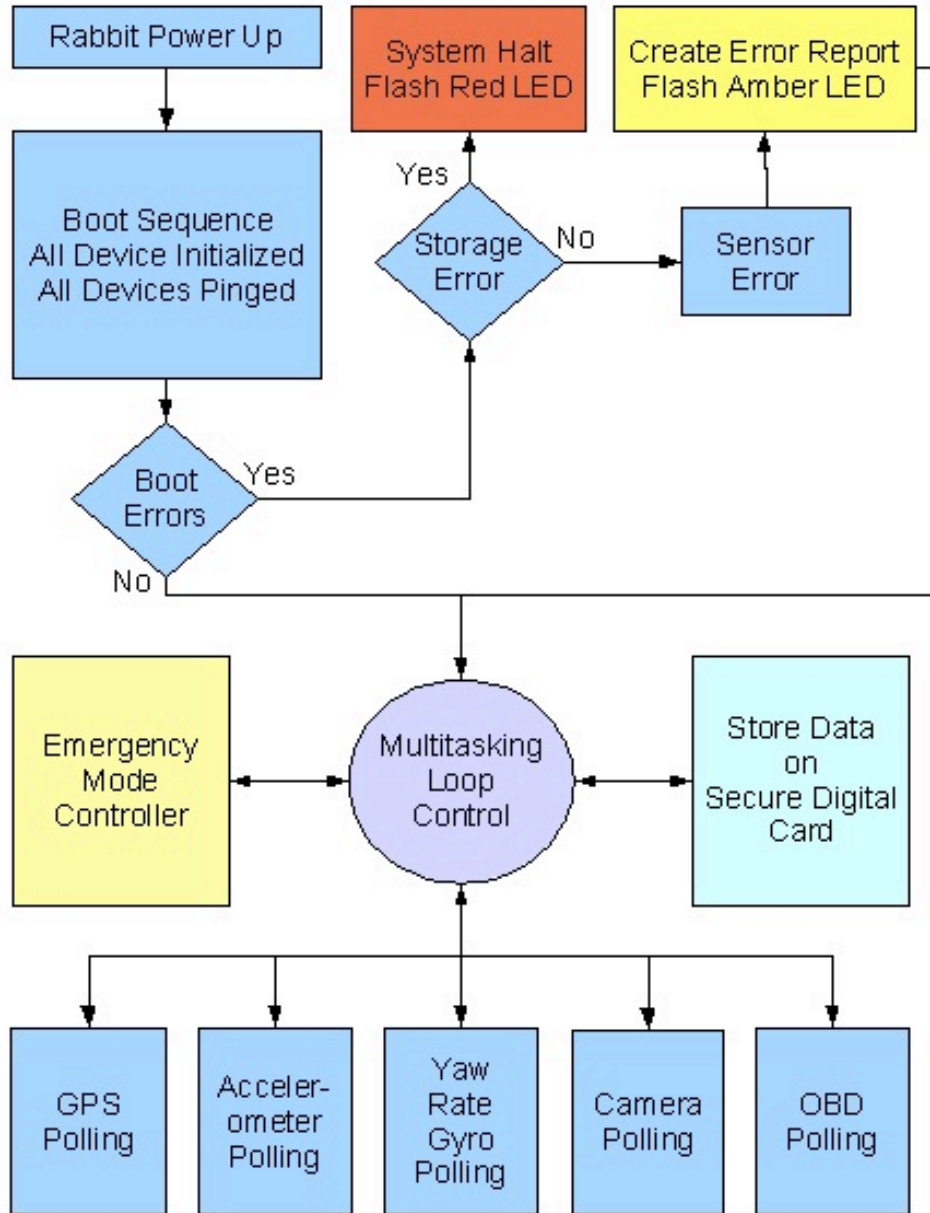 Rabbit Power Up
System Halt
Flash Red LED
Create Error Report
Flash Amber LED
Boot Sequence
All Device Initialized
All Devices Pinged
Yes
Storage
Error
No
Sensor
Error
Boot
Errors
Yes
No
Emergency
Mode
Controller
Multitasking
Loop
Control
Store Data
on
Secure Digital
Card
GPS
Polling
Acceler-
ometer
Polling
Yaw
Rate
Gyro
Polling
Camera
Polling
OBD
Polling